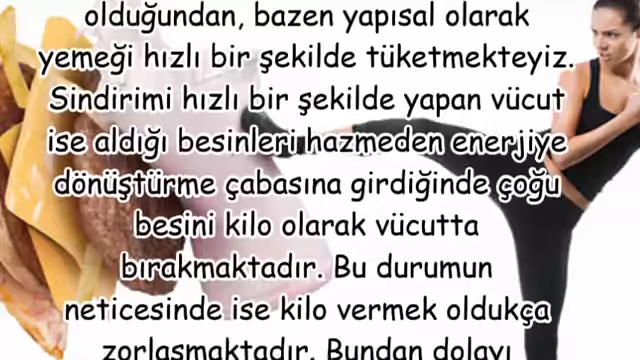 olduğundan, bazen yapısal olarak
yemeği hızlı bir şekilde tüketmekteyiz.
Sindirimi hızlı bir şekilde yapan vücut
ise aldığı besinleri hazmeden enerjiye
dönüştürme çabasına girdiğinde çoğu
besini kilo olarak vücutta
bırakmaktadır. Bu durumun
neticesinde ise kilo vermek oldukça
zorlaşmaktadır. Bundan dolayı